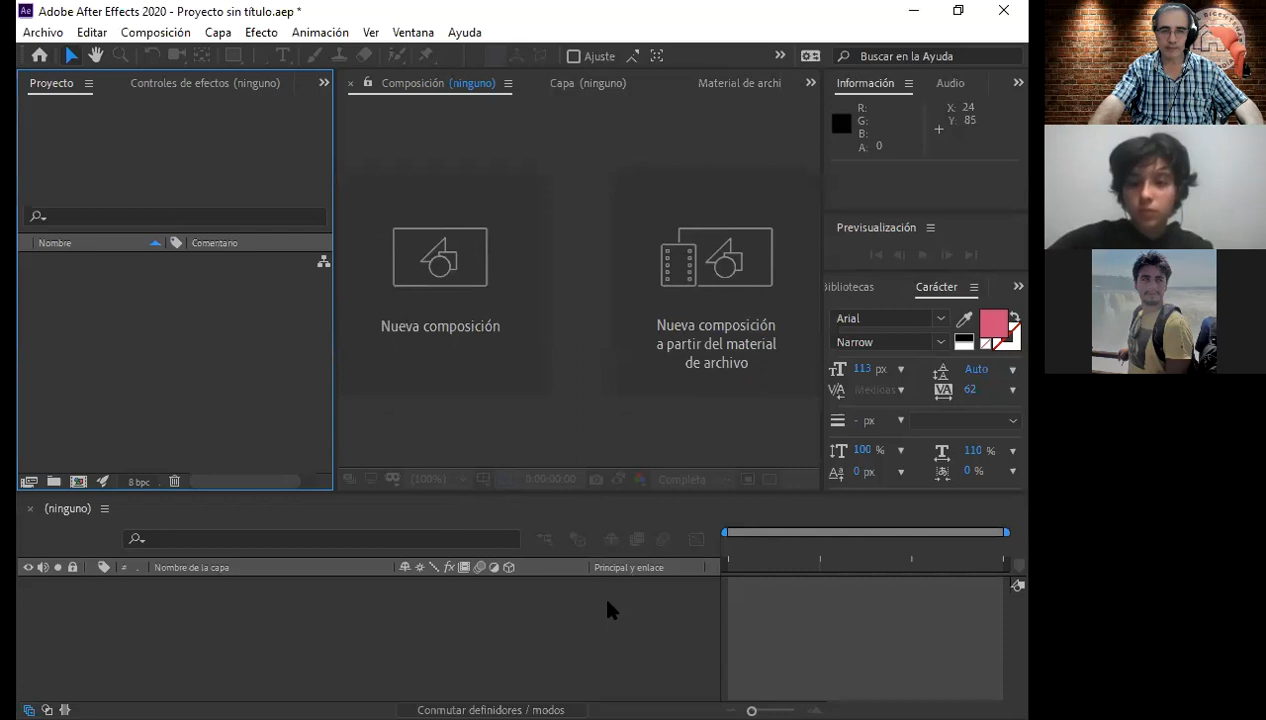 Ae Adobe After Effects 2020 - Proyecto sin título.aep *
Archivo Editar Composición Capa Efecto Animación Ver Ventana Ayuda
Ajuste Buscar en la Ayuda
Proyecto Controles de efectos (ninguno) Composición (ninguno) Capa (ninguno) Material de archi Información Audio
R: X: 24
G: Y: 85
B:
A: 0
Nombre Comentario
Previsualización
Nueva composición
Nueva composición
a partir del material
de archivo
Bibliotecas Carácter
Arial
Narrow
113 px Auto
Medidas 62
- px
100 % 110 %
0 px 0 %
8 bpc (100%) 0:00:00:00 Completa
(ninguno)
# Nombre de la capa fx Principal y enlace
Conmutar definidores / modos